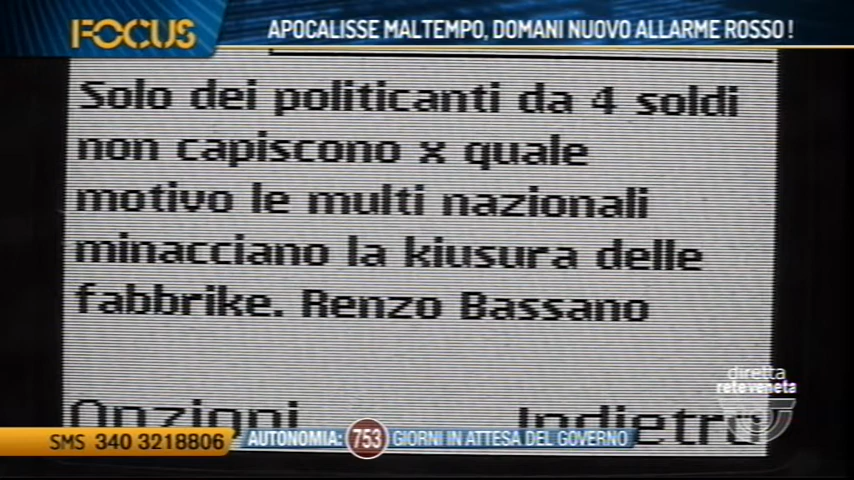 FOCUS
APOCALISSE MALTEMPO, DOMANI NUOVO ALLARME ROSSO !
Solo dei politicanti da 4 soldi
non capiscono x quale
motivo le multi nazionali
minacciano la kiusura delle
fabbrike. Renzo Bassano
Opzioni
Indietro
diretta
reteveneta
SMS 340 3218806
AUTONOMIA: 753 GIORNI IN ATTESA DEL GOVERNO